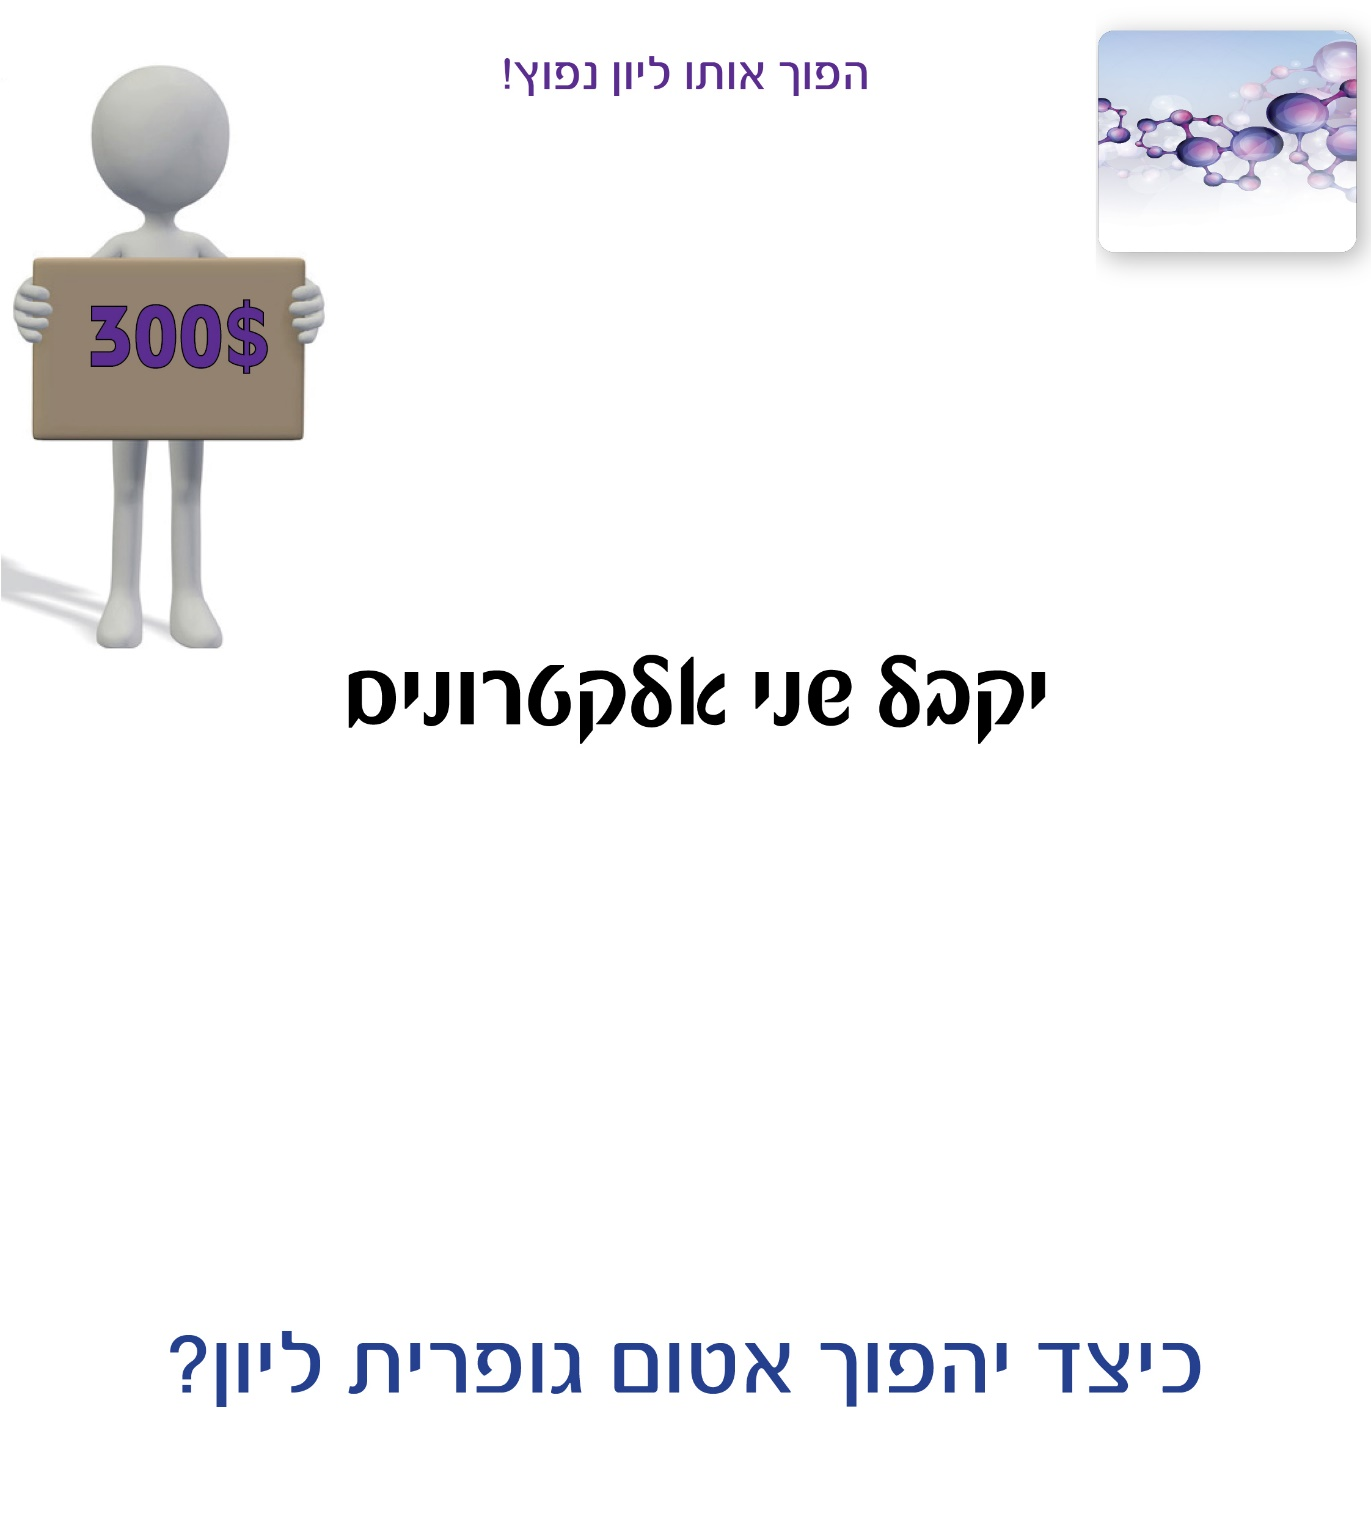 הפוך אותו ליון נפוץ!
300$
יקבל שני אלקטרונים
כיצד יהפוך אטום גופרית ליון?